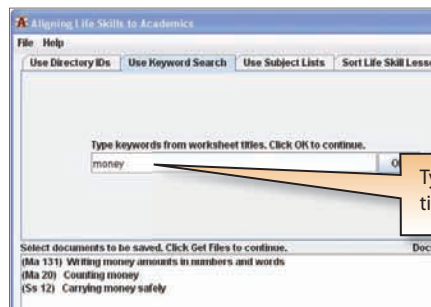 Aligning Life Skills to Academics
File Help
Use Directory IDs Use Keyword Search Use Subject Lists Sort Life Skill
Type keywords from worksheet titles. Click OK to continue.
money
Select documents to be saved. Click Get Files to continue.
(Ma 131) Writing money amounts in numbers and words
(Ma 20) Counting money
(Ss 12) Carrying money safely